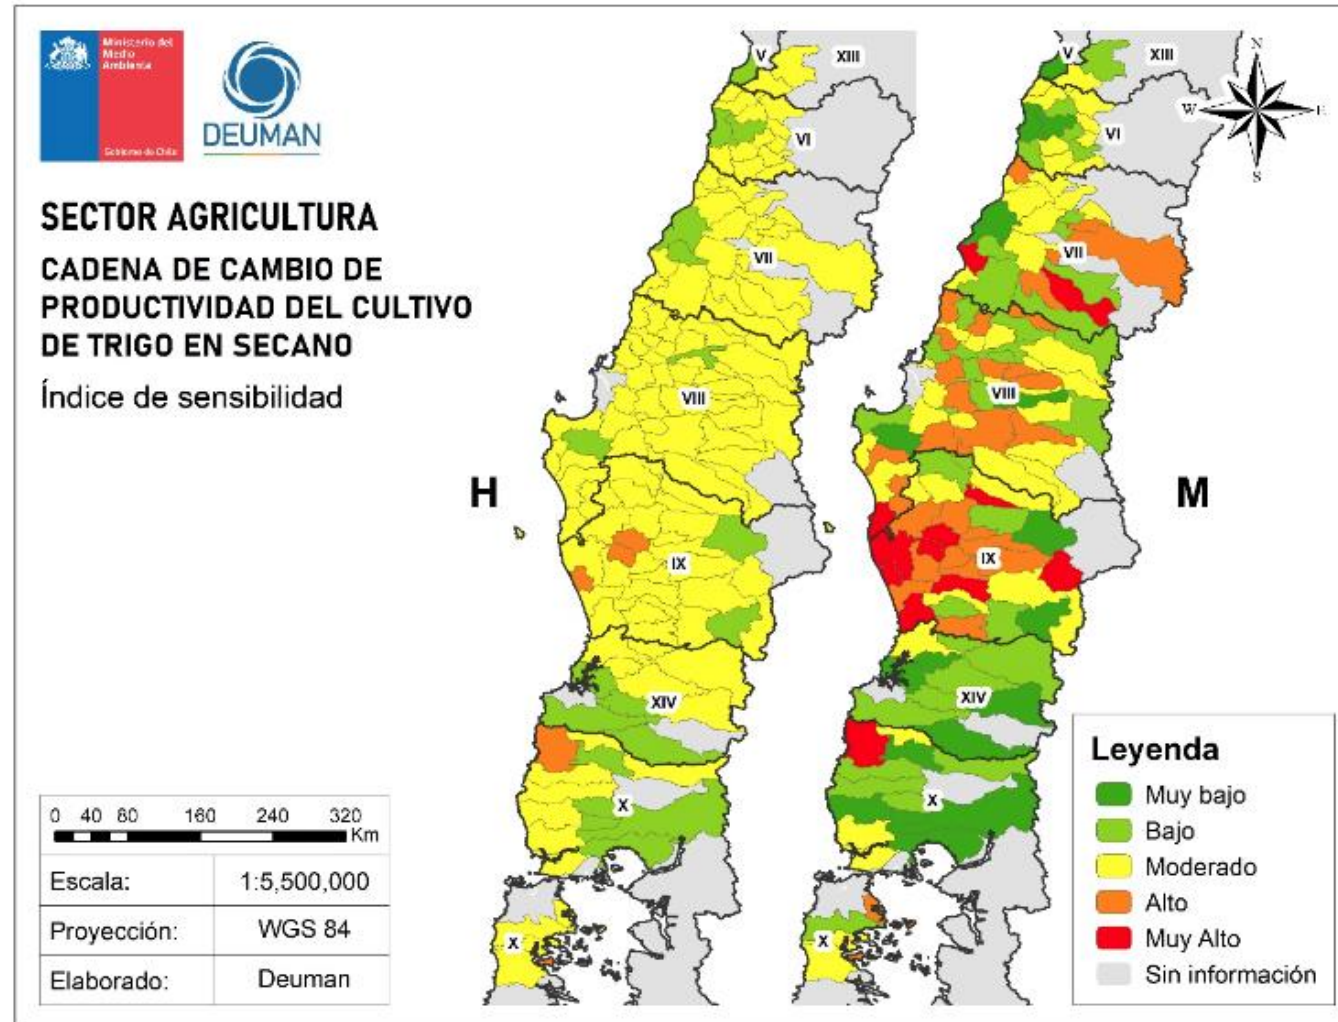 Ministerio del
Medio
Ambiente
Gobierno de Chile
DEUMAN
SECTOR AGRICULTURA
CADENA DE CAMBIO DE
PRODUCTIVIDAD DEL CULTIVO
DE TRIGO EN SECANO
Índice de sensibilidad
H
V
XIII
VI
VII
VIII
IX
XIV
X
X
M
V
XIII
VI
VII
VIII
IX
XIV
X
X
N
W
E
S
0 40 80 160 240 320
Km
Escala: 1:5,500,000
Proyección: WGS 84
Elaborado: Deuman
Leyenda
Muy bajo
Bajo
Moderado
Alto
Muy Alto
Sin información